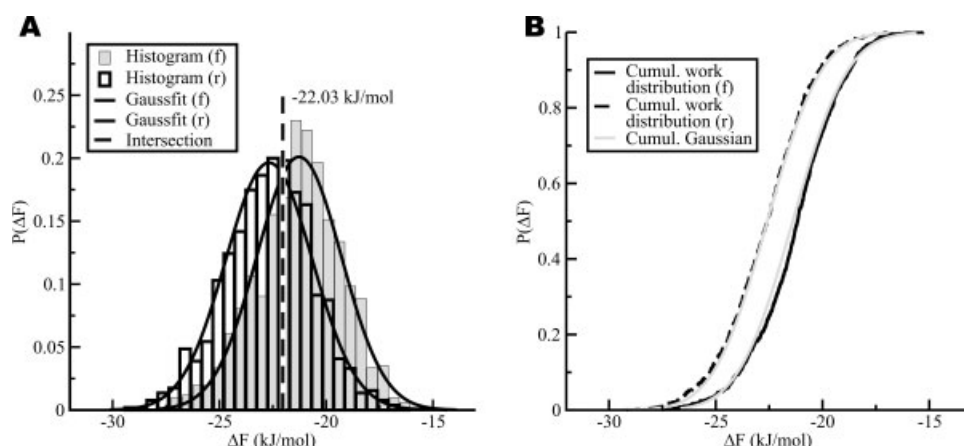 A
Histogram (f)
Histogram (r)
Gaussfit (f)
Gaussfit (r)
Intersection
-22.03 kJ/mol
P(ΔF)
0.25
0.2
0.15
0.1
0.05
0
-30
-25
-20
-15
ΔF (kJ/mol)
B
Cumul. work
distribution (f)
Cumul. work
distribution (r)
Cumul. Gaussian
P(ΔF)
1
0.8
0.6
0.4
0.2
0
-30
-25
-20
-15
ΔF (kJ/mol)